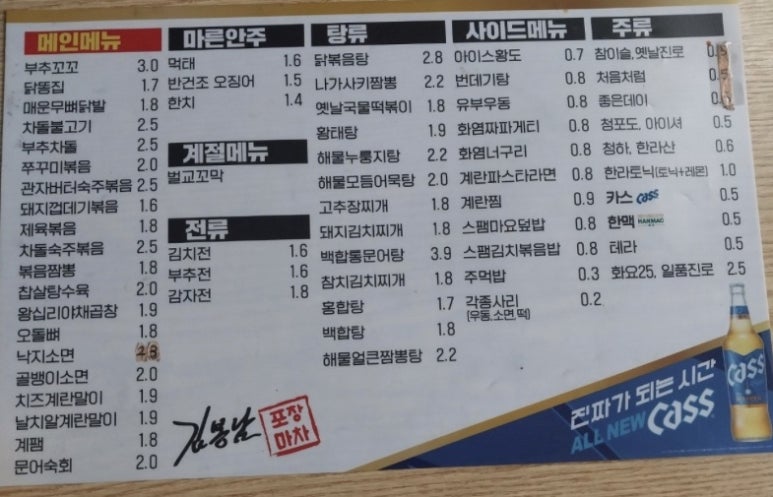 메인메뉴
부추꼬꼬 3.0
닭똥집 1.7
매운무뼈닭발 1.8
차돌불고기 2.5
부추차돌 2.5
쭈꾸미볶음 2.0
관자버터숙주볶음 2.5
돼지껍데기볶음 1.6
제육볶음 1.8
차돌숙주볶음 2.5
볶음짬뽕 1.8
찹살탕수육 2.0
왕십리야채곱창 1.9
오돌뼈 1.8
낙지소면
골뱅이소면 2.0
치즈계란말이 1.9
날치알계란말이 1.9
계팸 1.8
문어숙회 2.0
마른안주
먹태 1.6
반건조 오징어 1.5
한치 1.4
계절메뉴
벌교꼬막
전류
김치전 1.6
부추전 1.6
감자전 1.8
김봉남
포장
마차
탕류
닭볶음탕 2.8
나가사키짬뽕 2.2
옛날국물떡볶이 1.8
황태탕 1.9
해물누룽지탕 2.2
해물모듬어묵탕 2.0
고추장찌개 1.8
돼지김치찌개 1.8
백합통문어탕 3.9
참치김치찌개 1.8
홍합탕 1.7
백합탕 1.8
해물얼큰짬뽕탕 2.2
사이드메뉴
아이스황도 0.7
번데기탕 0.8
유부우동 0.8
화염짜파게티 0.8
화염너구리 0.8
계란파스타라면 0.8
계란찜 0.9
스팸마요덮밥 0.8
스팸김치볶음밥 0.8
주먹밥 0.3
각종사리 0.2
(우동,소면,떡)
주류
참이슬,옛날진로
처음처럼
좋은데이
청포도, 아이셔 0.5
청하, 한라산 0.6
한라토닉(토닉+레몬) 1.0
카스 Cass 0.5
한맥 HANMAC 0.5
테라 0.5
화요25, 일품진로 2.5
진짜가 되는 시간
ALL NEW Cass
Cass